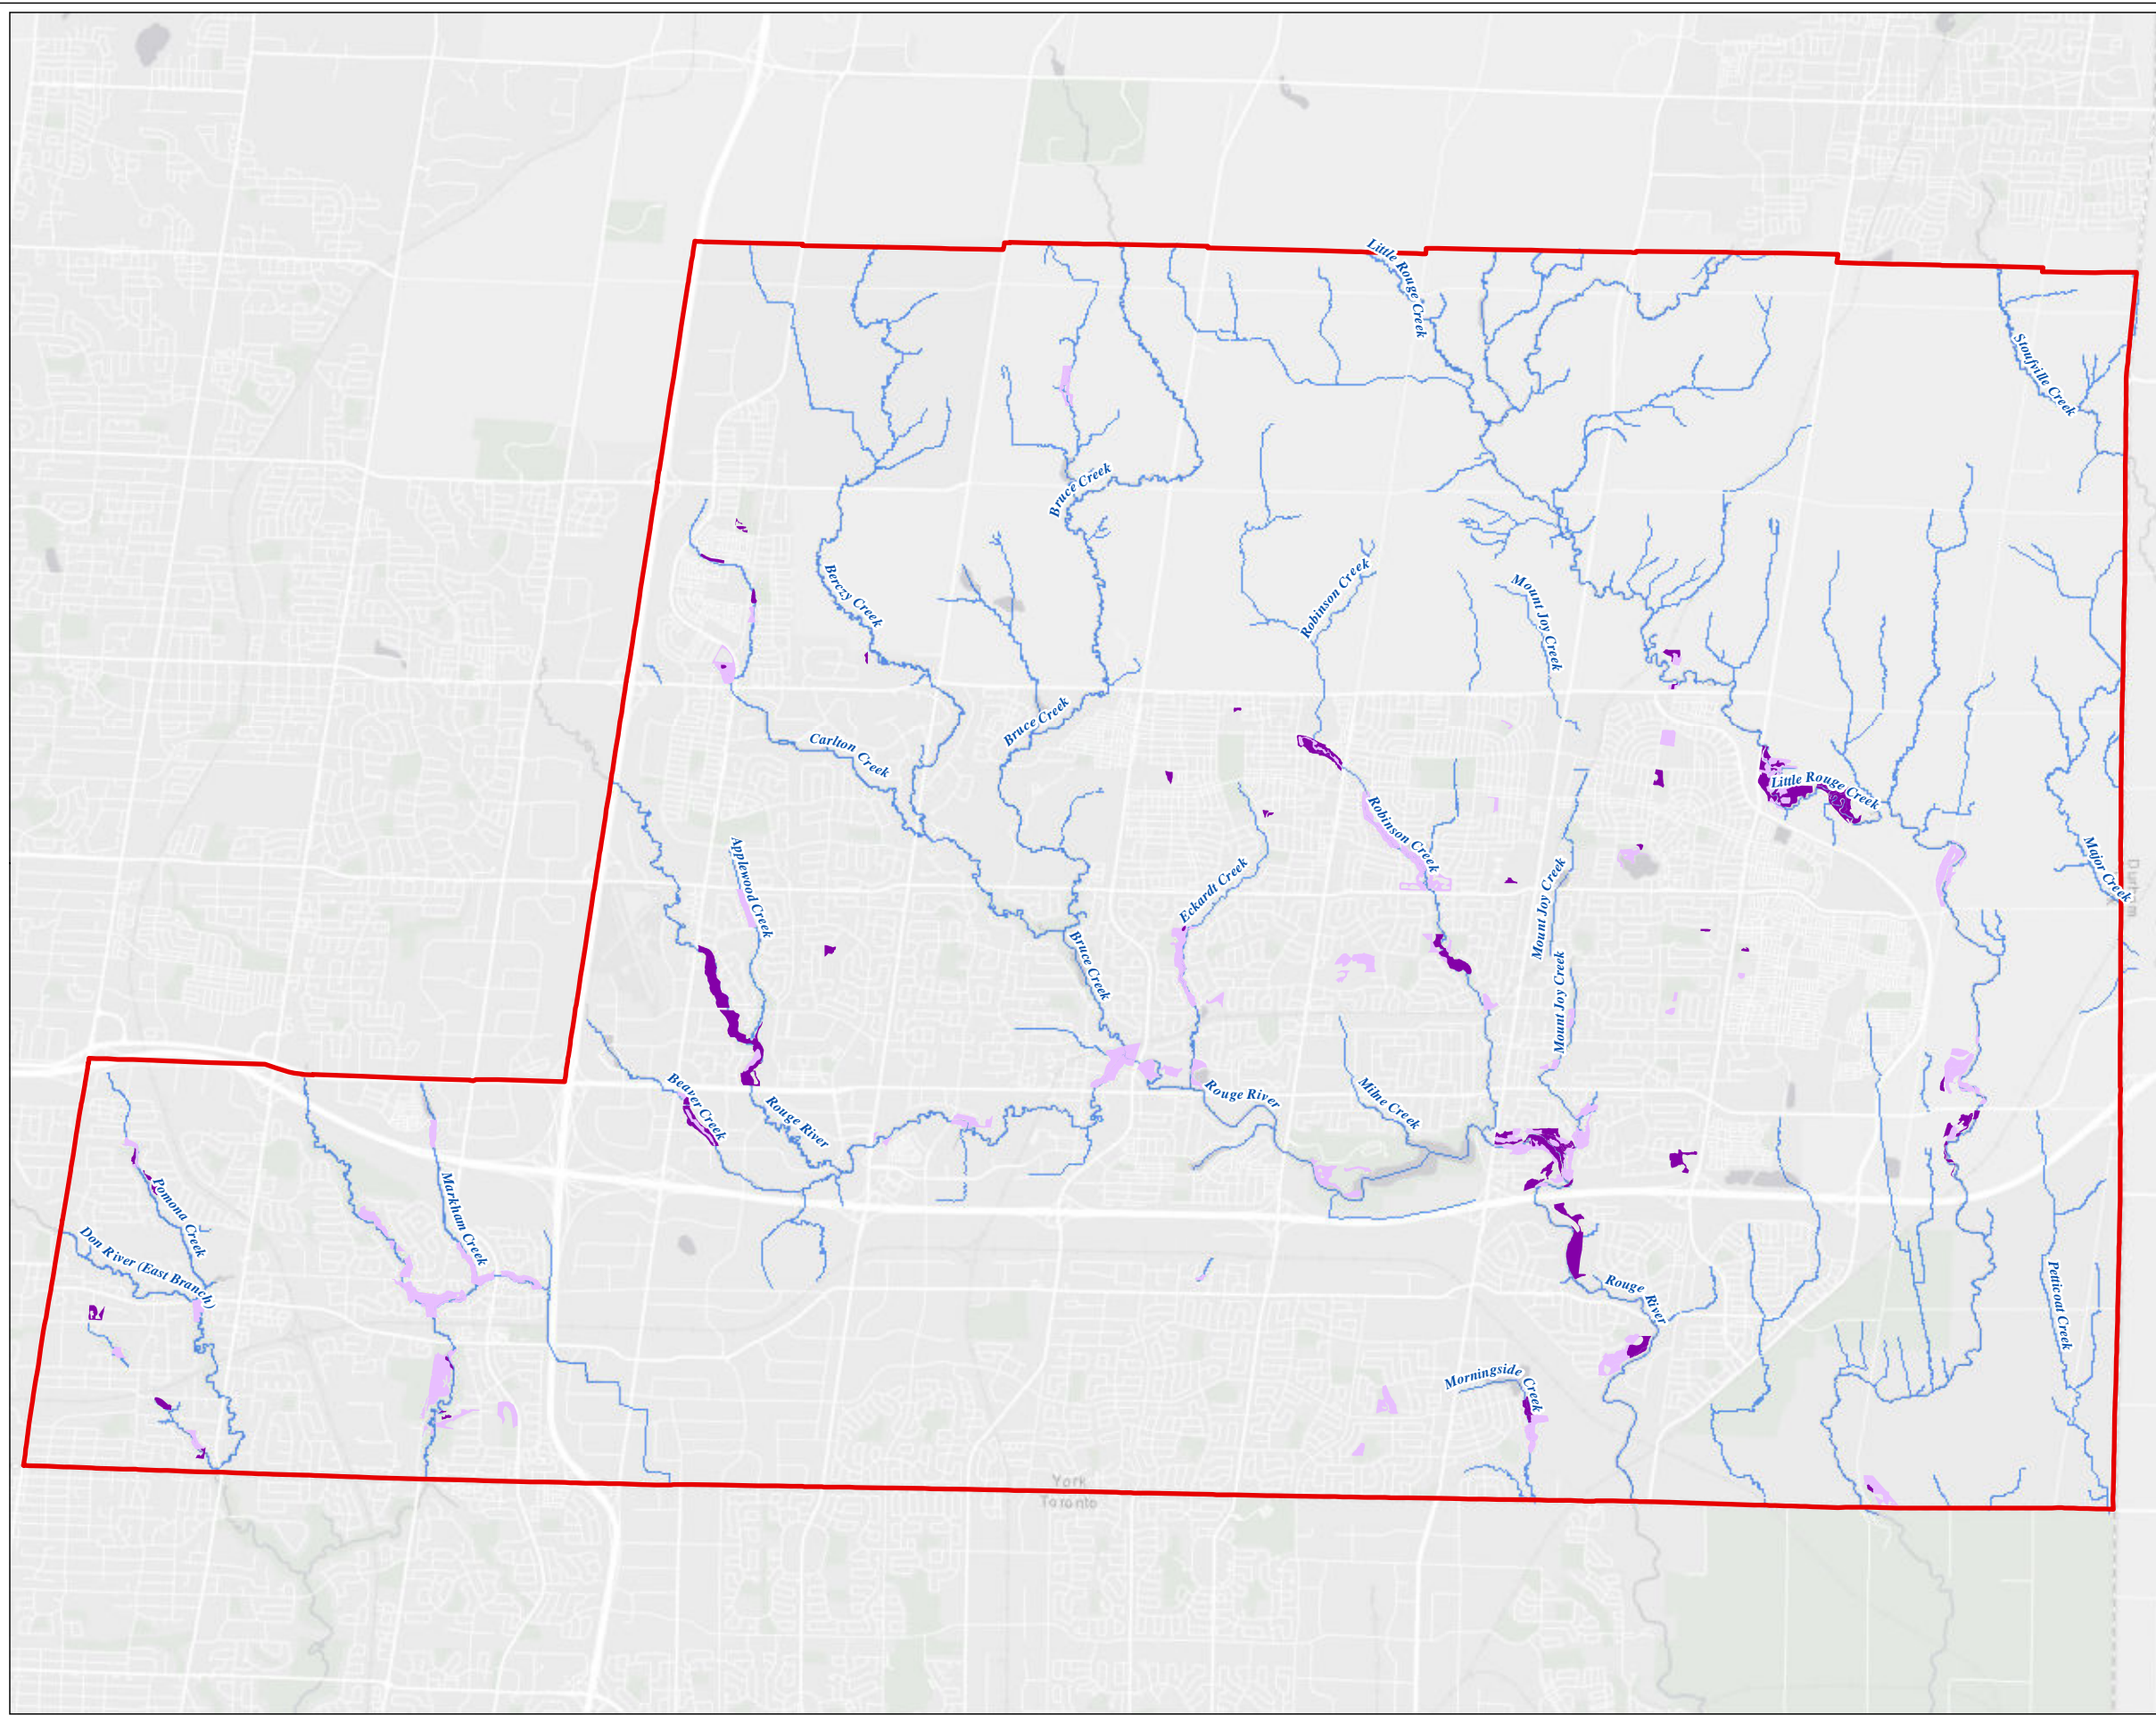 Little Rouge Creek
Stoufville Creek
Bruce Creek
Berczy Creek
Robinson Creek
Mount Joy Creek
Bruce Creek
Carlton Creek
Little Rouge Creek
Robinson Creek
Applewood Creek
Major Creek
Eckardt Creek
Mount Joy Creek
Durham
Bruce Creek
Mount Joy Creek
Beaver Creek
Rouge River
Rouge River
Milne Creek
Pomona Creek
Markham Creek
Don River (East Branch)
Rouge River
Petticoat Creek
Morningside Creek
York
Toronto